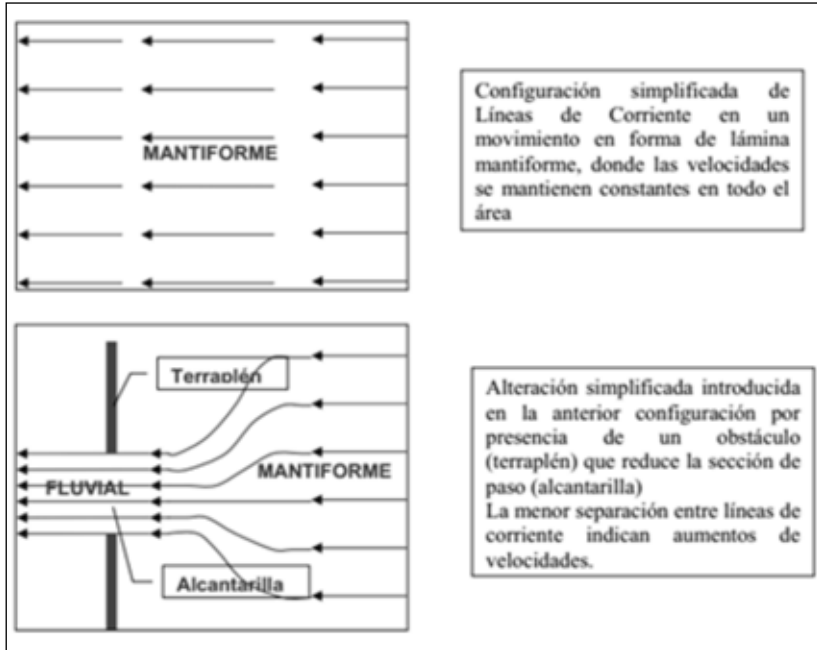 MANTIFORME
Configuración simplificada de
Líneas de Corriente en un
movimiento en forma de lámina
mantiforme, donde las velocidades
se mantienen constantes en todo el
área
Terraplén
MANTIFORME
FLUVIAL
Alcantarilla
Alteración simplificada introducida
en la anterior configuración por
presencia de un obstáculo
(terraplén) que reduce la sección de
paso (alcantarilla)
La menor separación entre líneas de
corriente indican aumentos de
velocidades.